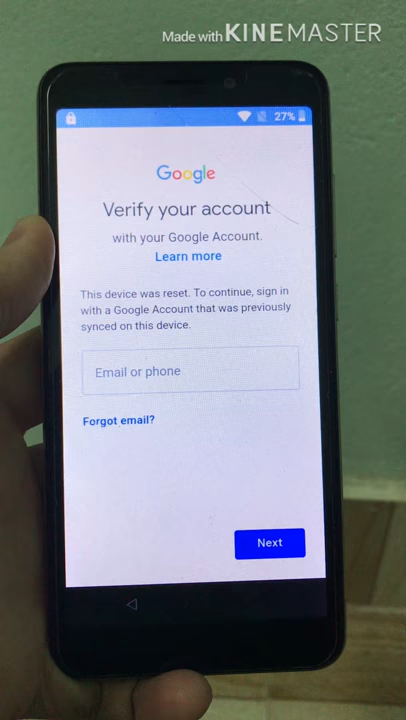 Made with KINEMASTER
27%
Google
Verify your account
with your Google Account.
Learn more
This device was reset. To continue, sign in
with a Google Account that was previously
synced on this device.
Email or phone
Forgot email?
Next